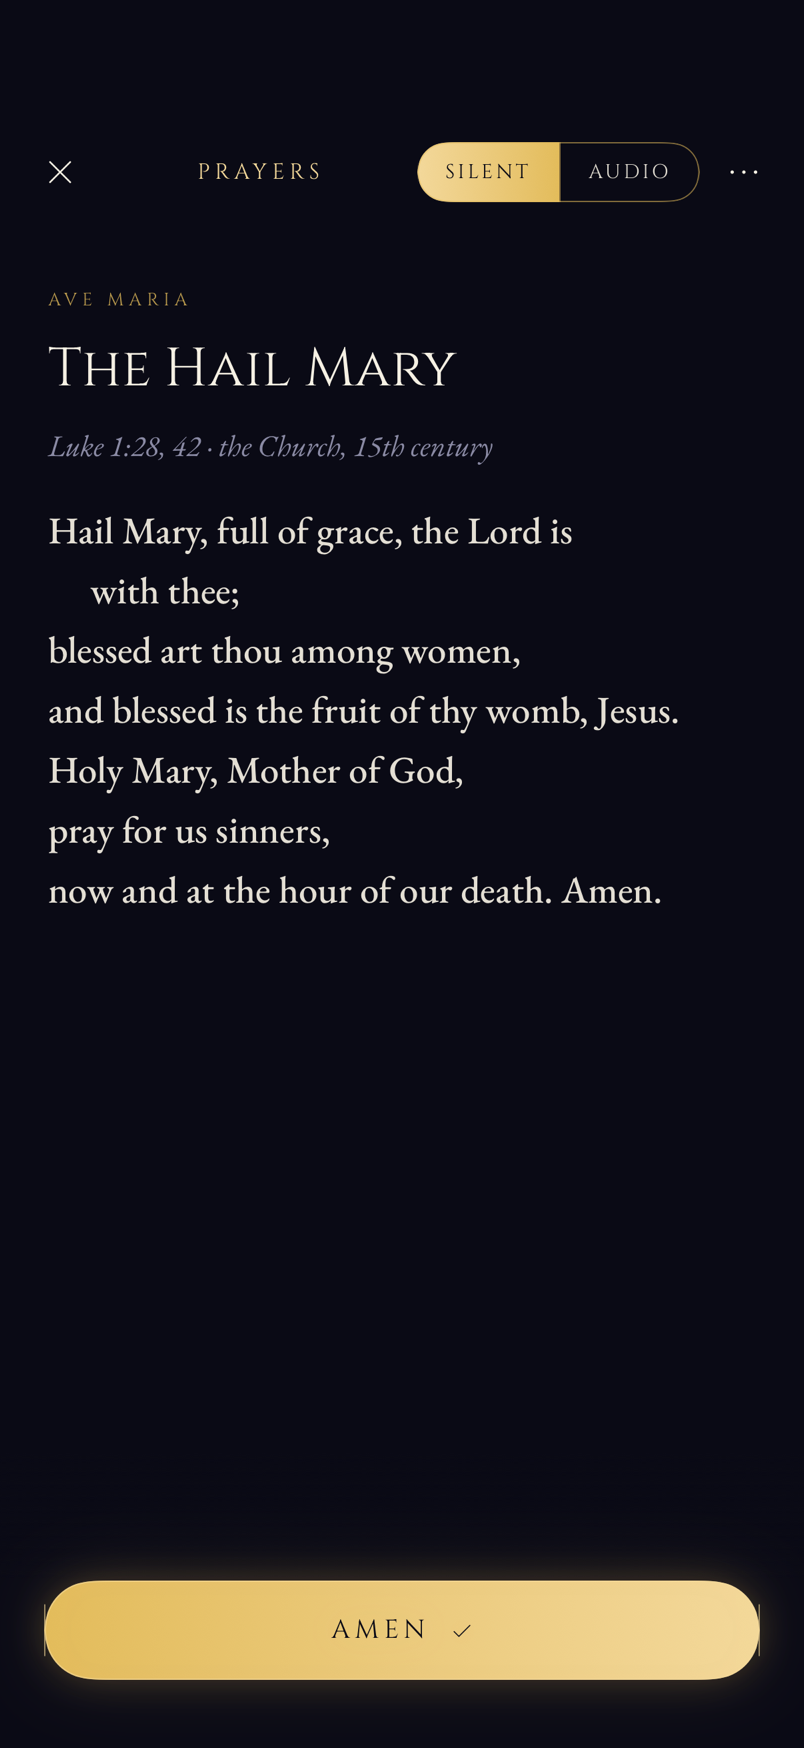 PRAYERS
SILENT
AUDIO
AVE MARIA
THE HAIL MARY
Luke 1:28, 42 · the Church, 15th century
Hail Mary, full of grace, the Lord is
with thee;
blessed art thou among women,
and blessed is the fruit of thy womb, Jesus.
Holy Mary, Mother of God,
pray for us sinners,
now and at the hour of our death. Amen.
AMEN